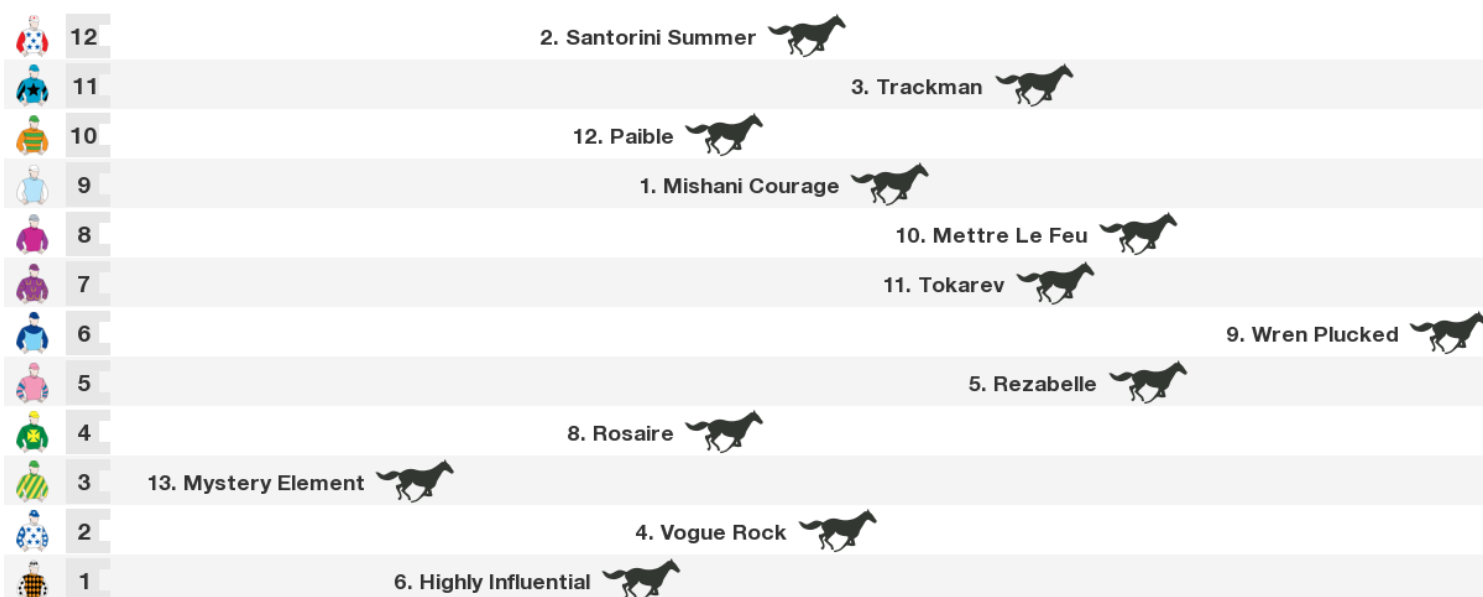 12 2. Santorini Summer
11 3. Trackman
10 12. Paible
9 1. Mishani Courage
8 10. Mettre Le Feu
7 11. Tokarev
6 9. Wren Plucked
5 5. Rezabelle
4 8. Rosaire
3 13. Mystery Element
2 4. Vogue Rock
1 6. Highly Influential